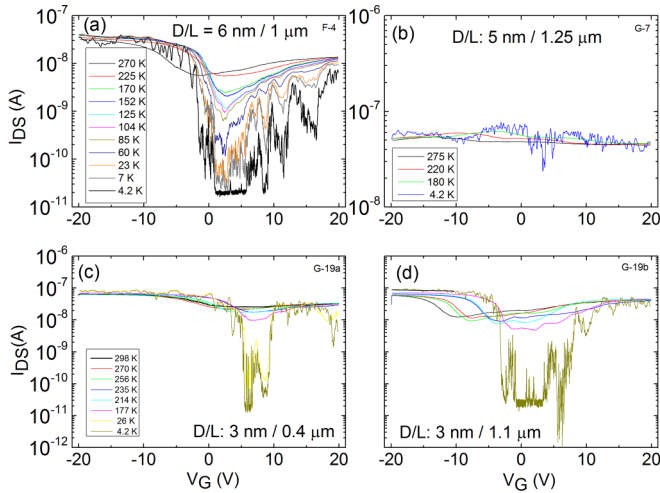 (a) D/L = 6 nm / 1 μm F-4
10⁻⁷
10⁻⁸
10⁻⁹
10⁻¹⁰
10⁻¹¹
I_DS (A)
270 K
225 K
170 K
152 K
125 K
104 K
85 K
60 K
23 K
7 K
4.2 K
-20 -10 0 10 20
(b) D/L: 5 nm / 1.25 μm G-7
10⁻⁶
10⁻⁷
10⁻⁸
275 K
220 K
180 K
4.2 K
-20 -10 0 10 20
(c) G-19a
10⁻⁶
10⁻⁷
10⁻⁸
10⁻⁹
10⁻¹⁰
10⁻¹¹
10⁻¹²
I_DS(A)
298 K
270 K
256 K
235 K
214 K
177 K
26 K
4.2 K
D/L: 3 nm / 0.4 μm
-20 -10 0 10 20
V_G (V)
(d) G-19b
D/L: 3 nm / 1.1 μm
-20 -10 0 10 20
V_G (V)